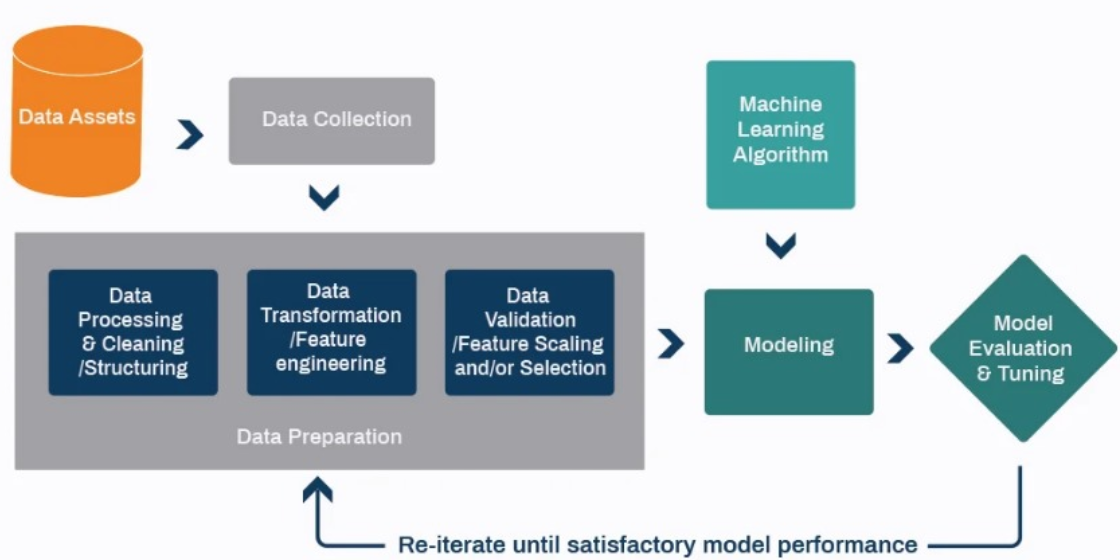 Data Assets
Data Collection
Machine
Learning
Algorithm
Data
Processing
& Cleaning
/Structuring
Data
Transformation
/Feature
engineering
Data
Validation
/Feature Scaling
and/or Selection
Data Preparation
Modeling
Model
Evaluation
& Tuning
Re-iterate until satisfactory model performance